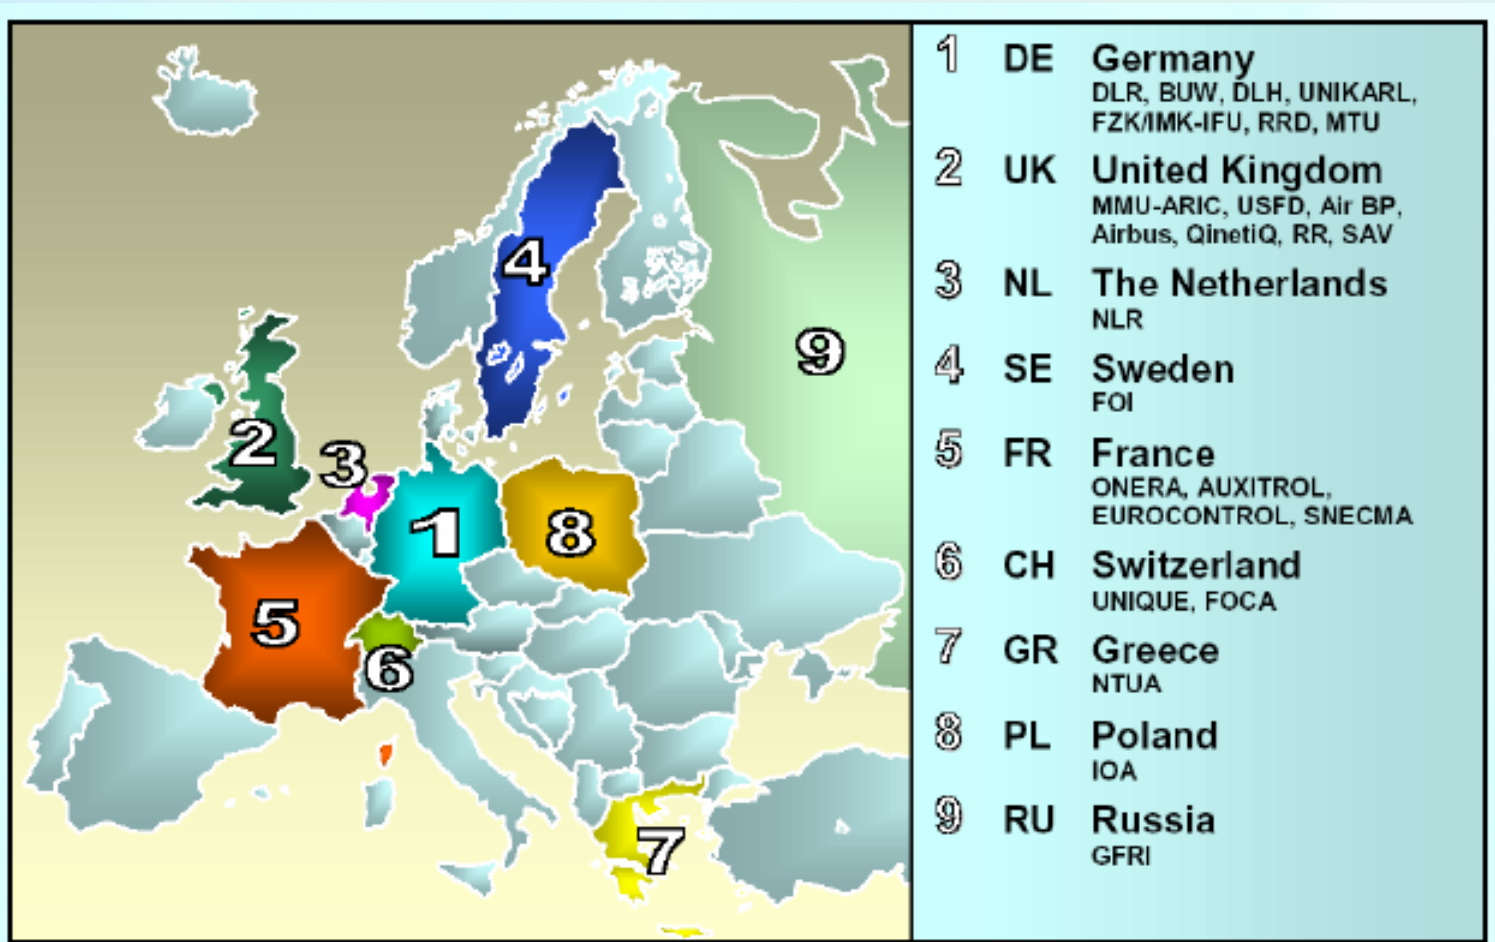 1 DE Germany
DLR, BUW, DLH, UNIKARL,
FZK/IMK-IFU, RRD, MTU
2 UK United Kingdom
MMU-ARIC, USFD, Air BP,
Airbus, QinetiQ, RR, SAV
3 NL The Netherlands
NLR
4 SE Sweden
FOI
5 FR France
ONERA, AUXITROL,
EUROCONTROL, SNECMA
6 CH Switzerland
UNIQUE, FOCA
7 GR Greece
NTUA
8 PL Poland
IOA
9 RU Russia
GFRI
4
9
2
3
1
8
5
6
7